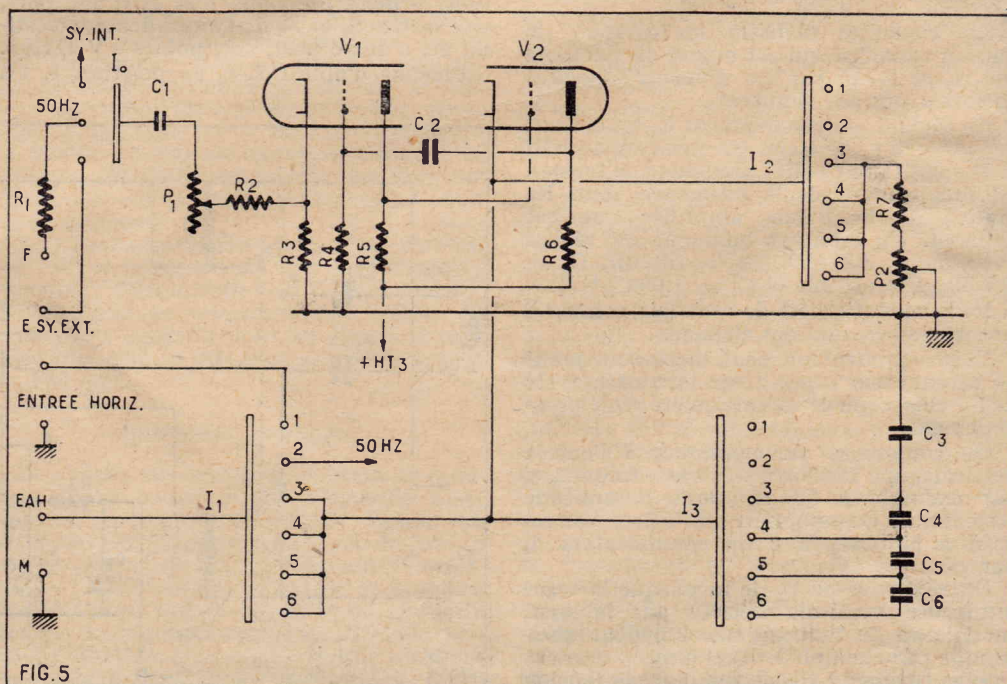 SY. INT.
I.
50HZ
C1
R1
P1
R2
F
E SY.EXT.
V1
V2
C 2
R3
R4
R5
R6
+HT3
I2
1
2
3
4
5
6
R7
P2
ENTREE HORIZ.
EAH
M
I1
1
2
50HZ
3
4
5
6
I3
1
2
3
4
5
6
C3
C4
C5
C6
FIG.5